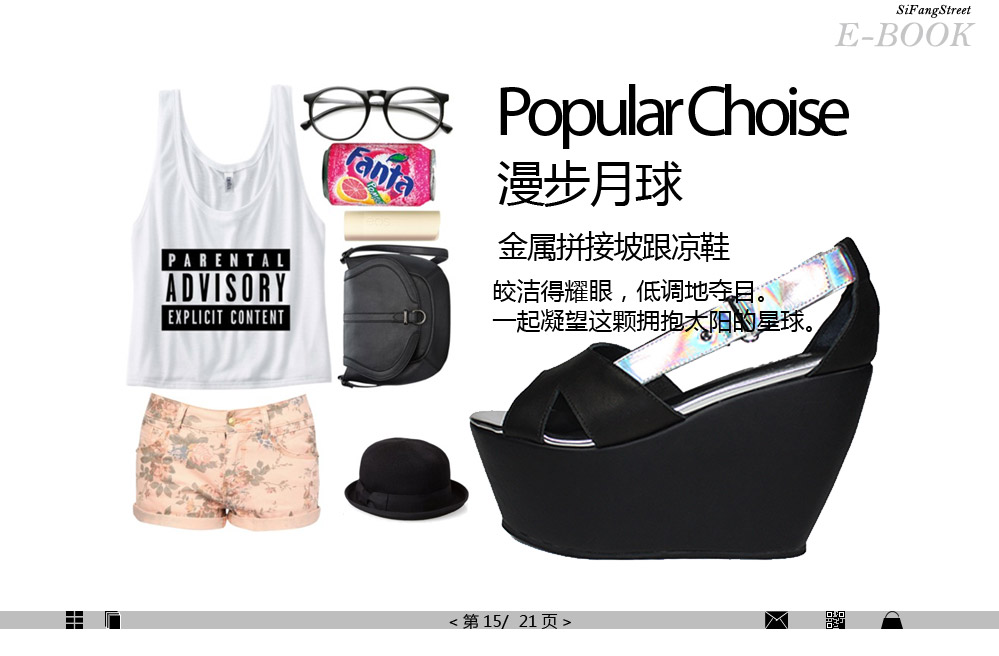 SiFangStreet
E-BOOK
Popular Choise
漫步月球
金属拼接坡跟凉鞋
皎洁得耀眼，低调地夺目。
一起凝望这颗拥抱太阳的星球。
Fanta
PARENTAL
ADVISORY
EXPLICIT CONTENT
< 第 15/ 21 页 >